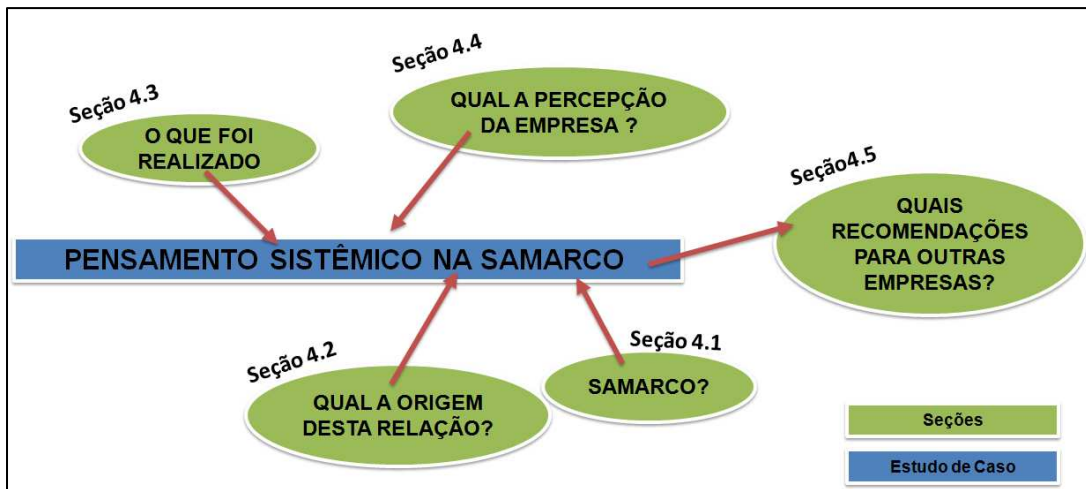 Seção 4.4
QUAL A PERCEPÇÃO
DA EMPRESA ?
Seção 4.3
O QUE FOI
REALIZADO
Seção4.5
QUAIS
RECOMENDAÇÕES
PARA OUTRAS
EMPRESAS?
PENSAMENTO SISTÊMICO NA SAMARCO
Seção 4.2
QUAL A ORIGEM
DESTA RELAÇÃO?
Seção 4.1
SAMARCO?
Seções
Estudo de Caso